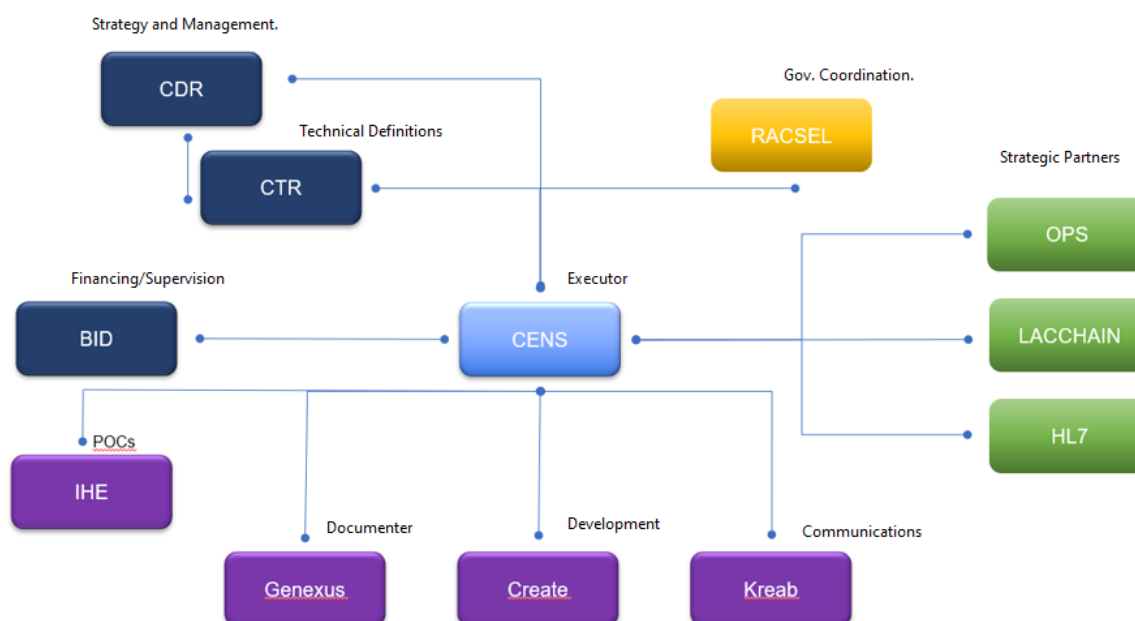 Strategy and Management.
CDR
Gov. Coordination.
RACSEL
Technical Definitions
CTR
Strategic Partners
OPS
Financing/Supervision
BID
Executor
CENS
LACCHAIN
HL7
POCs
IHE
Documenter
Genexus
Development
Create
Communications
Kreab